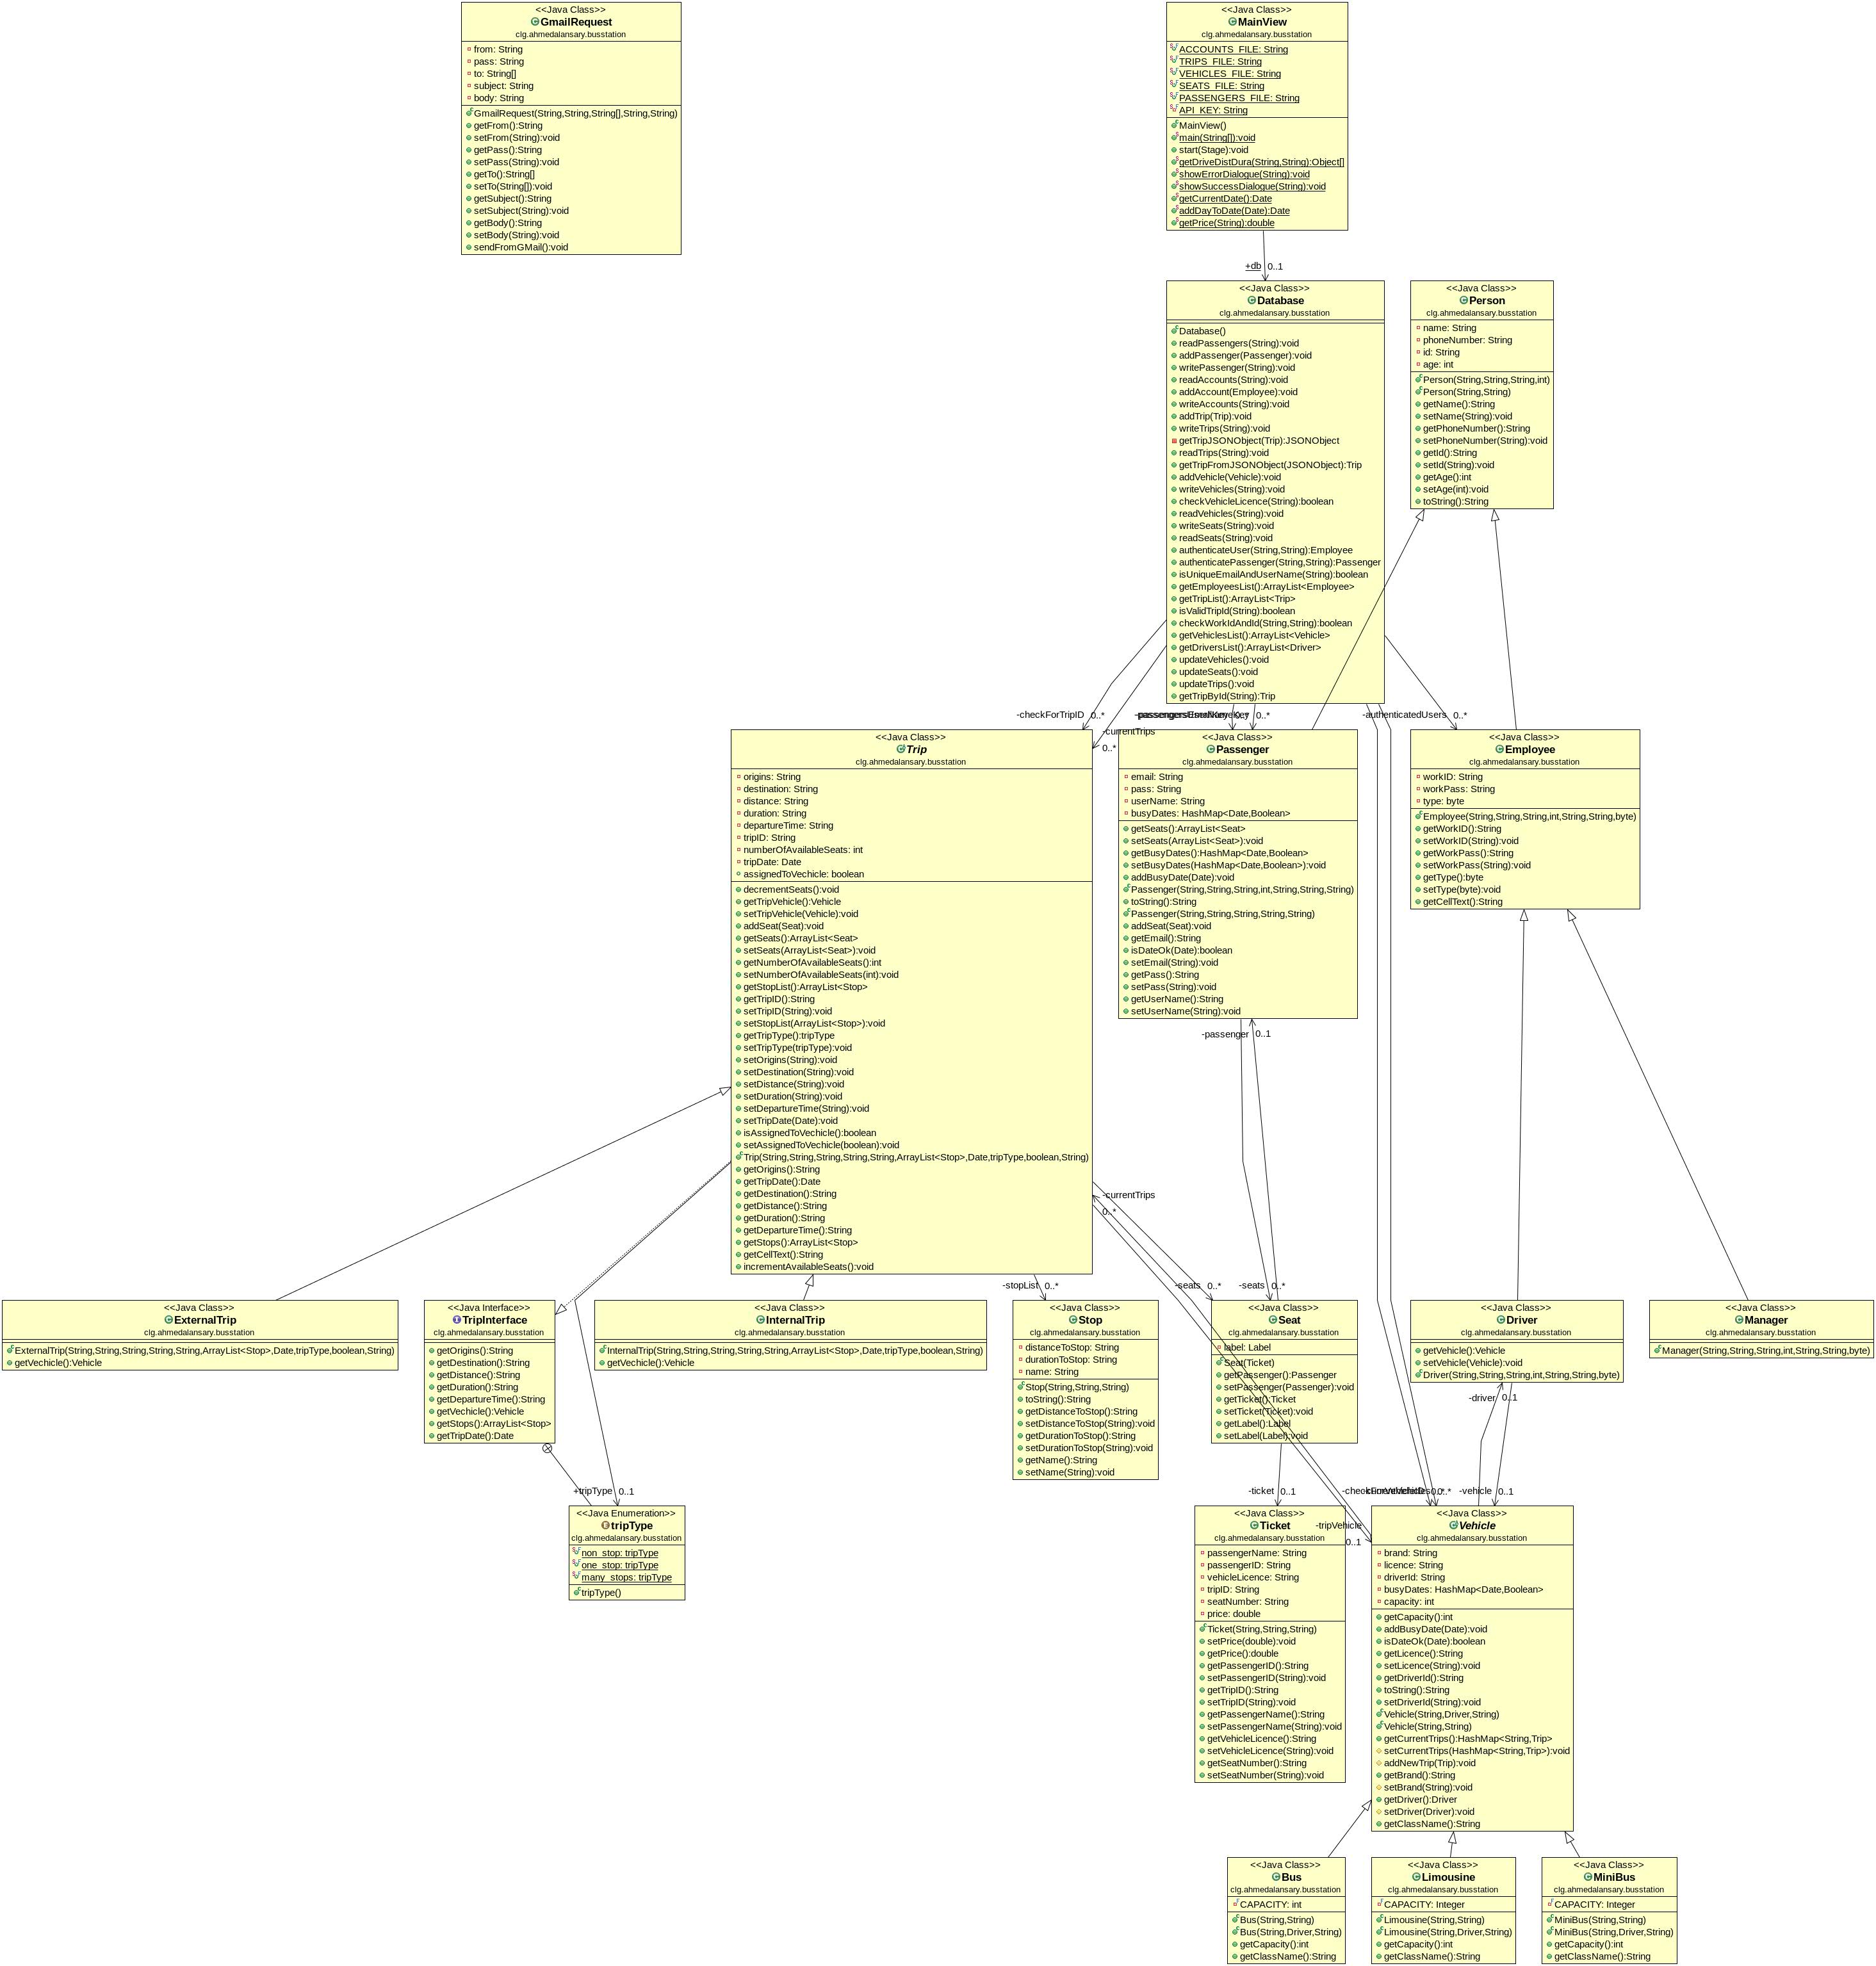 <<Java Class>>
GmailRequest
clg.ahmedalansary.busstation
from: String
pass: String
to: String[]
subject: String
body: String
GmailRequest(String,String,String[],String,String)
getFrom():String
setFrom(String):void
getPass():String
setPass(String):void
getTo():String[]
setTo(String[]):void
getSubject():String
setSubject(String):void
getBody():String
setBody(String):void
sendFromGMail():void
<<Java Class>>
MainView
clg.ahmedalansary.busstation
ACCOUNTS_FILE: String
TRIPS_FILE: String
VEHICLES_FILE: String
SEATS_FILE: String
PASSENGERS_FILE: String
API_KEY: String
MainView()
main(String[]):void
start(Stage):void
getDriveDistDura(String,String):Object[]
showErrorDialogue(String):void
showSuccessDialogue(String):void
getCurrentDate():Date
addDayToDate(Date):Date
getPrice(String):double
+db 0..1
<<Java Class>>
Database
clg.ahmedalansary.busstation
Database()
readPassengers(String):void
addPassenger(Passenger):void
writePassenger(String):void
readAccounts(String):void
addAccount(Employee):void
writeAccounts(String):void
addTrip(Trip):void
writeTrips(String):void
getTripJSONObject(Trip):JSONObject
readTrips(String):void
getTripFromJSONObject(JSONObject):Trip
addVehicle(Vehicle):void
writeVehicles(String):void
checkVehicleLicence(String):boolean
readVehicles(String):void
writeSeats(String):void
readSeats(String):void
authenticateUser(String,String):Employee
authenticatePassenger(String,String):Passenger
isUniqueEmailAndUserName(String):boolean
getEmployeesList():ArrayList<Employee>
getTripList():ArrayList<Trip>
isValidTripId(String):boolean
checkWorkIdAndId(String,String):boolean
getVehiclesList():ArrayList<Vehicle>
getDriversList():ArrayList<Driver>
updateVehicles():void
updateSeats():void
updateTrips():void
getTripById(String):Trip
<<Java Class>>
Person
clg.ahmedalansary.busstation
name: String
phoneNumber: String
id: String
age: int
Person(String,String,String,int)
Person(String,String)
getName():String
setName(String):void
getPhoneNumber():String
setPhoneNumber(String):void
getId():String
setId(String):void
getAge():int
setAge(int):void
toString():String
-checkForTripID 0..*
-currentTrips
0..*
0..*
-authenticatedUsers 0..*
<<Java Class>>
Trip
clg.ahmedalansary.busstation
origins: String
destination: String
distance: String
duration: String
departureTime: String
tripID: String
numberOfAvailableSeats: int
tripDate: Date
assignedToVechicle: boolean
decrementSeats():void
getTripVehicle():Vehicle
setTripVehicle(Vehicle):void
addSeat(Seat):void
getSeats():ArrayList<Seat>
setSeats(ArrayList<Seat>):void
getNumberOfAvailableSeats():int
setNumberOfAvailableSeats(int):void
getStopList():ArrayList<Stop>
getTripID():String
setTripID(String):void
setStopList(ArrayList<Stop>):void
getTripType():tripType
setTripType(tripType):void
setOrigins(String):void
setDestination(String):void
setDistance(String):void
setDuration(String):void
setDepartureTime(String):void
setTripDate(Date):void
isAssignedToVechicle():boolean
setAssignedToVechicle(boolean):void
Trip(String,String,String,String,String,ArrayList<Stop>,Date,tripType,boolean,String)
getOrigins():String
getTripDate():Date
getDestination():String
getDistance():String
getDuration():String
getDepartureTime():String
getStops():ArrayList<Stop>
getCellText():String
incrementAvailableSeats():void
<<Java Class>>
Passenger
clg.ahmedalansary.busstation
email: String
pass: String
userName: String
busyDates: HashMap<Date,Boolean>
getSeats():ArrayList<Seat>
setSeats(ArrayList<Seat>):void
getBusyDates():HashMap<Date,Boolean>
setBusyDates(HashMap<Date,Boolean>):void
addBusyDate(Date):void
Passenger(String,String,String,int,String,String,String)
toString():String
Passenger(String,String,String,String,String)
addSeat(Seat):void
getEmail():String
isDateOk(Date):boolean
setEmail(String):void
getPass():String
setPass(String):void
getUserName():String
setUserName(String):void
<<Java Class>>
Employee
clg.ahmedalansary.busstation
workID: String
workPass: String
type: byte
Employee(String,String,String,int,String,String,byte)
getWorkID():String
setWorkID(String):void
getWorkPass():String
setWorkPass(String):void
getType():byte
setType(byte):void
getCellText():String
-passenger 0..1
-currentTrips
0..*
-stopList 0..*
-seats 0..*
-seats 0..*
<<Java Class>>
ExternalTrip
clg.ahmedalansary.busstation
ExternalTrip(String,String,String,String,String,ArrayList<Stop>,Date,tripType,boolean,String)
getVechicle():Vehicle
<<Java Interface>>
TripInterface
clg.ahmedalansary.busstation
getOrigins():String
getDestination():String
getDistance():String
getDuration():String
getDepartureTime():String
getVechicle():Vehicle
getStops():ArrayList<Stop>
getTripDate():Date
<<Java Class>>
InternalTrip
clg.ahmedalansary.busstation
InternalTrip(String,String,String,String,String,ArrayList<Stop>,Date,tripType,boolean,String)
getVechicle():Vehicle
<<Java Class>>
Stop
clg.ahmedalansary.busstation
distanceToStop: String
durationToStop: String
name: String
Stop(String,String,String)
toString():String
getDistanceToStop():String
setDistanceToStop(String):void
getDurationToStop():String
setDurationToStop(String):void
getName():String
setName(String):void
<<Java Class>>
Seat
clg.ahmedalansary.busstation
label: Label
Seat(Ticket)
getPassenger():Passenger
setPassenger(Passenger):void
getTicket():Ticket
setTicket(Ticket):void
getLabel():Label
setLabel(Label):void
<<Java Class>>
Driver
clg.ahmedalansary.busstation
getVehicle():Vehicle
setVehicle(Vehicle):void
Driver(String,String,String,int,String,String,byte)
<<Java Class>>
Manager
clg.ahmedalansary.busstation
Manager(String,String,String,int,String,String,byte)
-driver 0..1
+tripType 0..1
-ticket 0..1
0..*
-vehicle 0..1
-tripVehicle
0..1
<<Java Enumeration>>
tripType
clg.ahmedalansary.busstation
non_stop: tripType
one_stop: tripType
many_stops: tripType
tripType()
<<Java Class>>
Ticket
clg.ahmedalansary.busstation
passengerName: String
passengerID: String
vehicleLicence: String
tripID: String
seatNumber: String
price: double
Ticket(String,String,String)
setPrice(double):void
getPrice():double
getPassengerID():String
setPassengerID(String):void
getTripID():String
setTripID(String):void
getPassengerName():String
setPassengerName(String):void
getVehicleLicence():String
setVehicleLicence(String):void
getSeatNumber():String
setSeatNumber(String):void
<<Java Class>>
Vehicle
clg.ahmedalansary.busstation
brand: String
licence: String
driverId: String
busyDates: HashMap<Date,Boolean>
capacity: int
getCapacity():int
addBusyDate(Date):void
isDateOk(Date):boolean
getLicence():String
setLicence(String):void
getDriverId():String
toString():String
setDriverId(String):void
Vehicle(String,Driver,String)
Vehicle(String,String)
getCurrentTrips():HashMap<String,Trip>
setCurrentTrips(HashMap<String,Trip>):void
addNewTrip(Trip):void
getBrand():String
setBrand(String):void
getDriver():Driver
setDriver(Driver):void
getClassName():String
<<Java Class>>
Bus
clg.ahmedalansary.busstation
CAPACITY: int
Bus(String,String)
Bus(String,Driver,String)
getCapacity():int
getClassName():String
<<Java Class>>
Limousine
clg.ahmedalansary.busstation
CAPACITY: Integer
Limousine(String,String)
Limousine(String,Driver,String)
getCapacity():int
getClassName():String
<<Java Class>>
MiniBus
clg.ahmedalansary.busstation
CAPACITY: Integer
MiniBus(String,String)
MiniBus(String,Driver,String)
getCapacity():int
getClassName():String